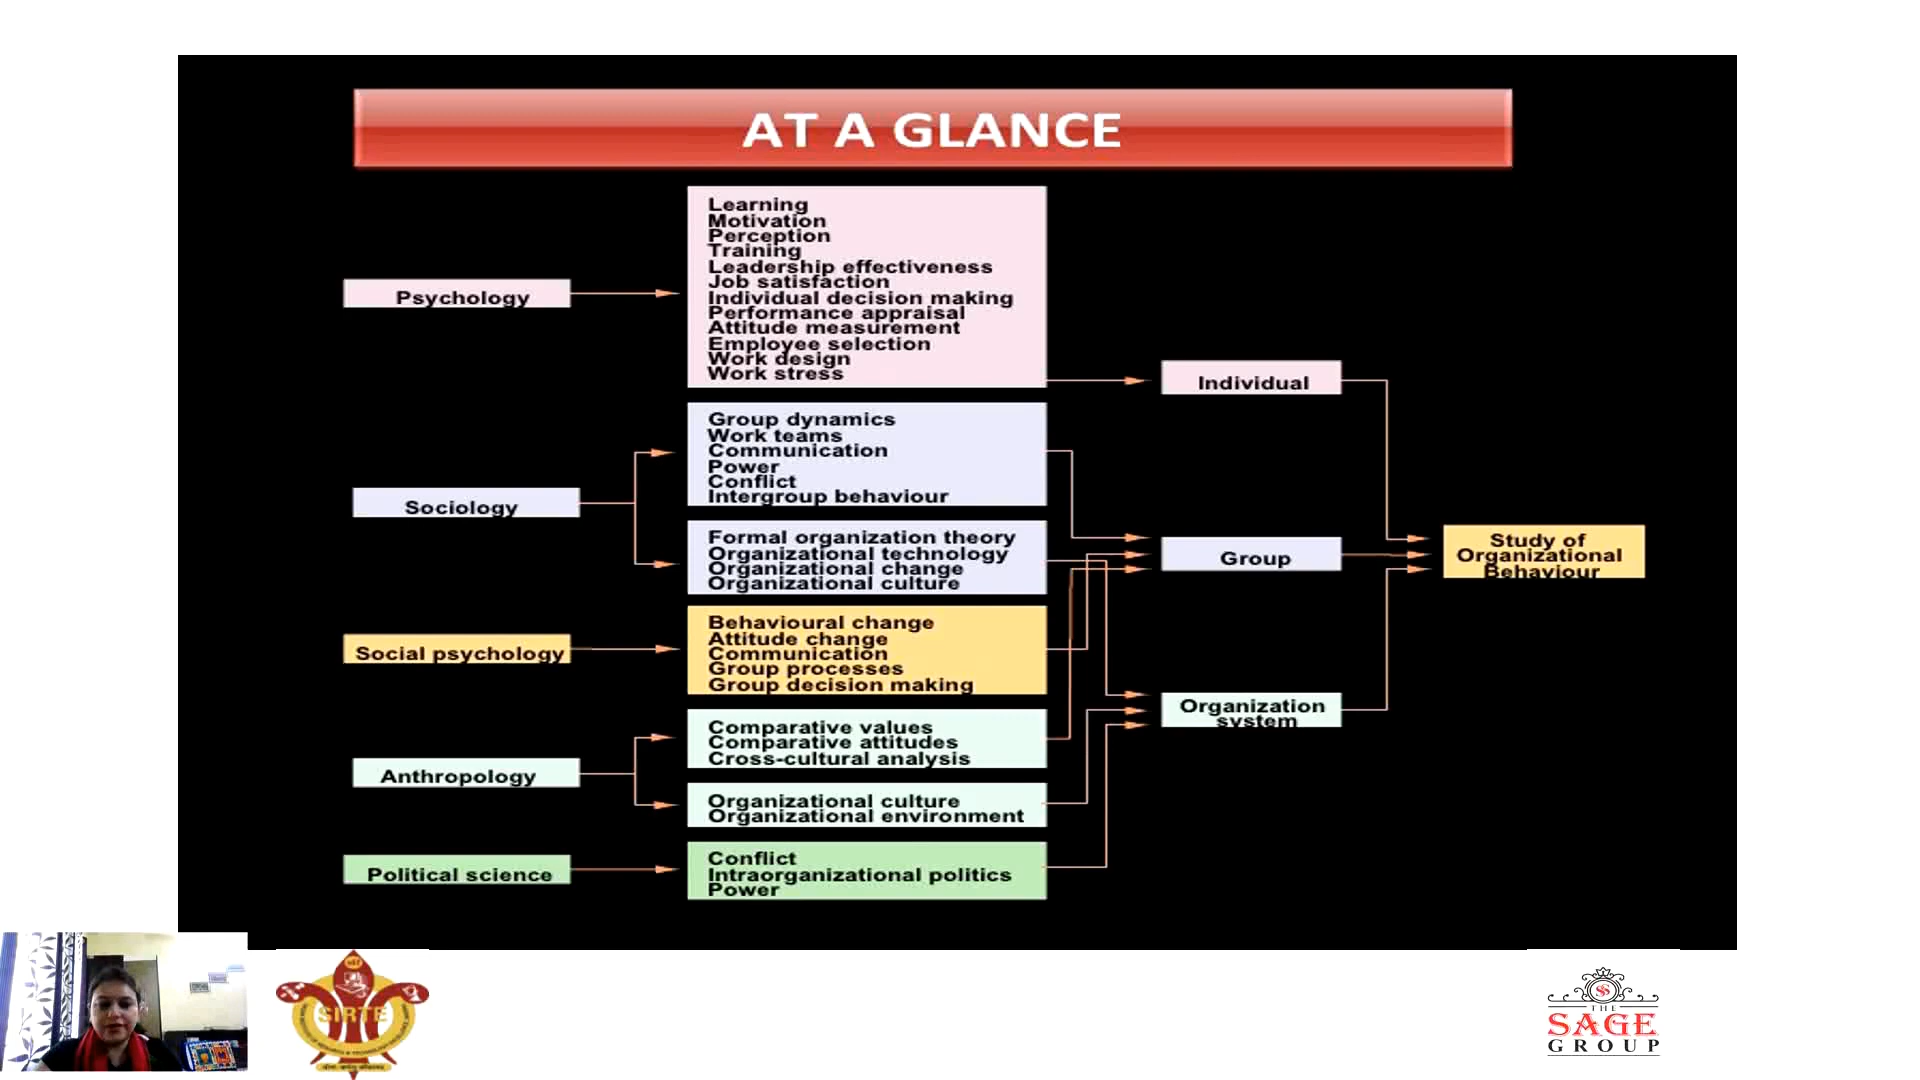 AT A GLANCE
Psychology
Learning
Motivation
Perception
Training
Leadership effectiveness
Job satisfaction
Individual decision making
Performance appraisal
Attitude measurement
Employee selection
Work design
Work stress
Individual
Sociology
Group dynamics
Work teams
Communication
Power
Conflict
Intergroup behaviour
Formal organization theory
Organizational technology
Organizational change
Organizational culture
Group
Study of
Organizational
Behaviour
Social psychology
Behavioural change
Attitude change
Communication
Group processes
Group decision making
Organization
system
Anthropology
Comparative values
Comparative attitudes
Cross-cultural analysis
Organizational culture
Organizational environment
Political science
Conflict
Intraorganizational politics
Power
SIRTE
THE
SAGE
GROUP